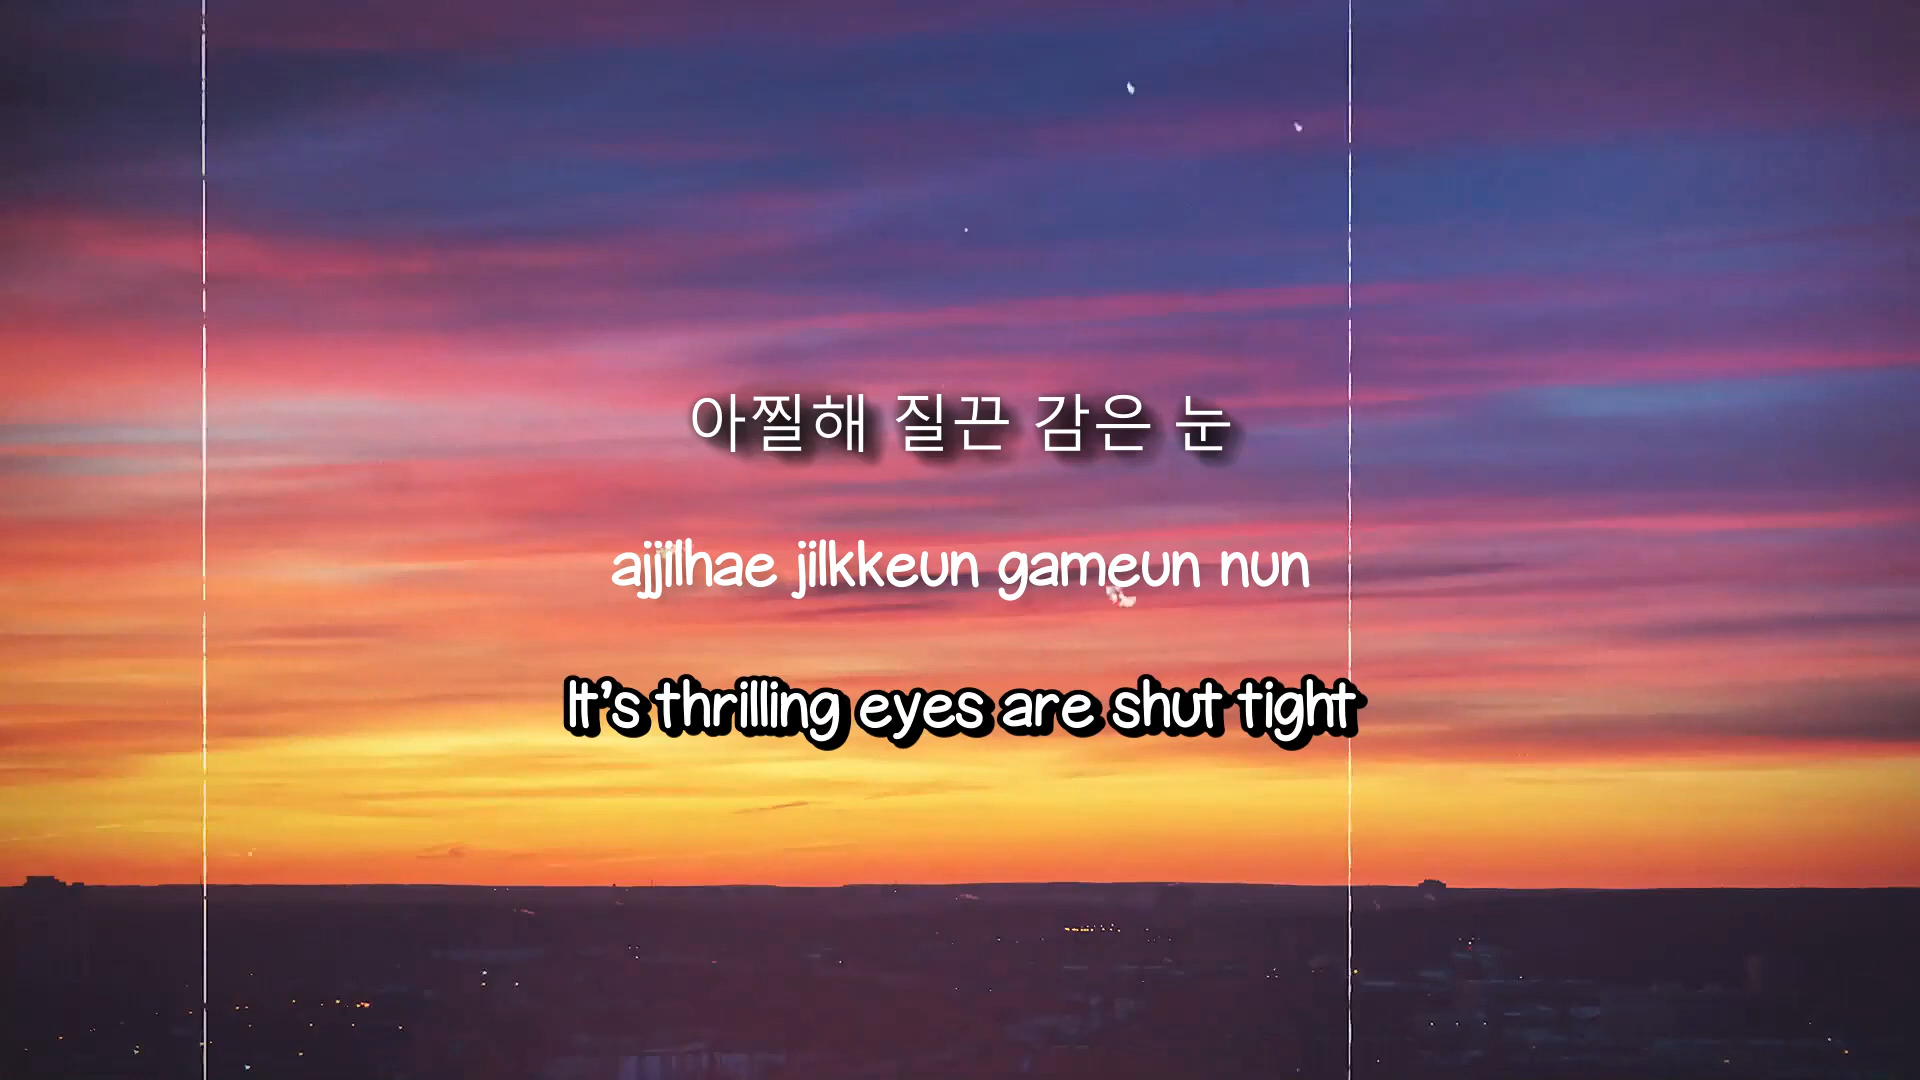 아찔해 질끈 감은 눈
ajjilhae jilkkeun gameun nun
It's thrilling eyes are shut tight